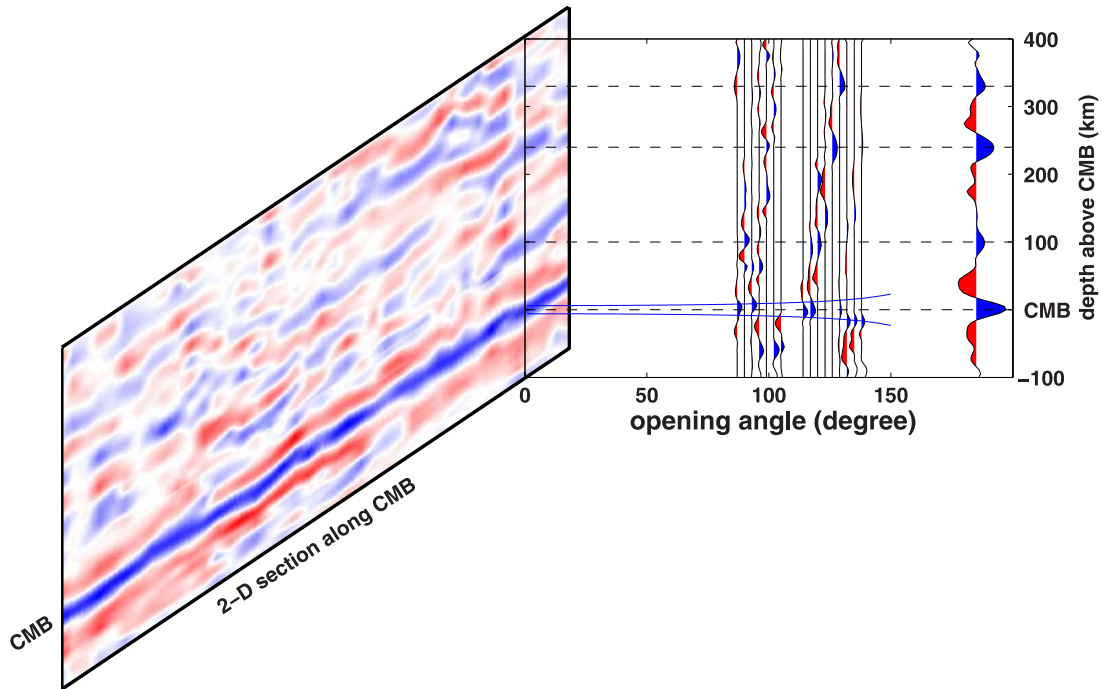 400
300
200
100
CMB
−100
depth above CMB (km)
0
50
100
150
opening angle (degree)
CMB
2−D section along CMB